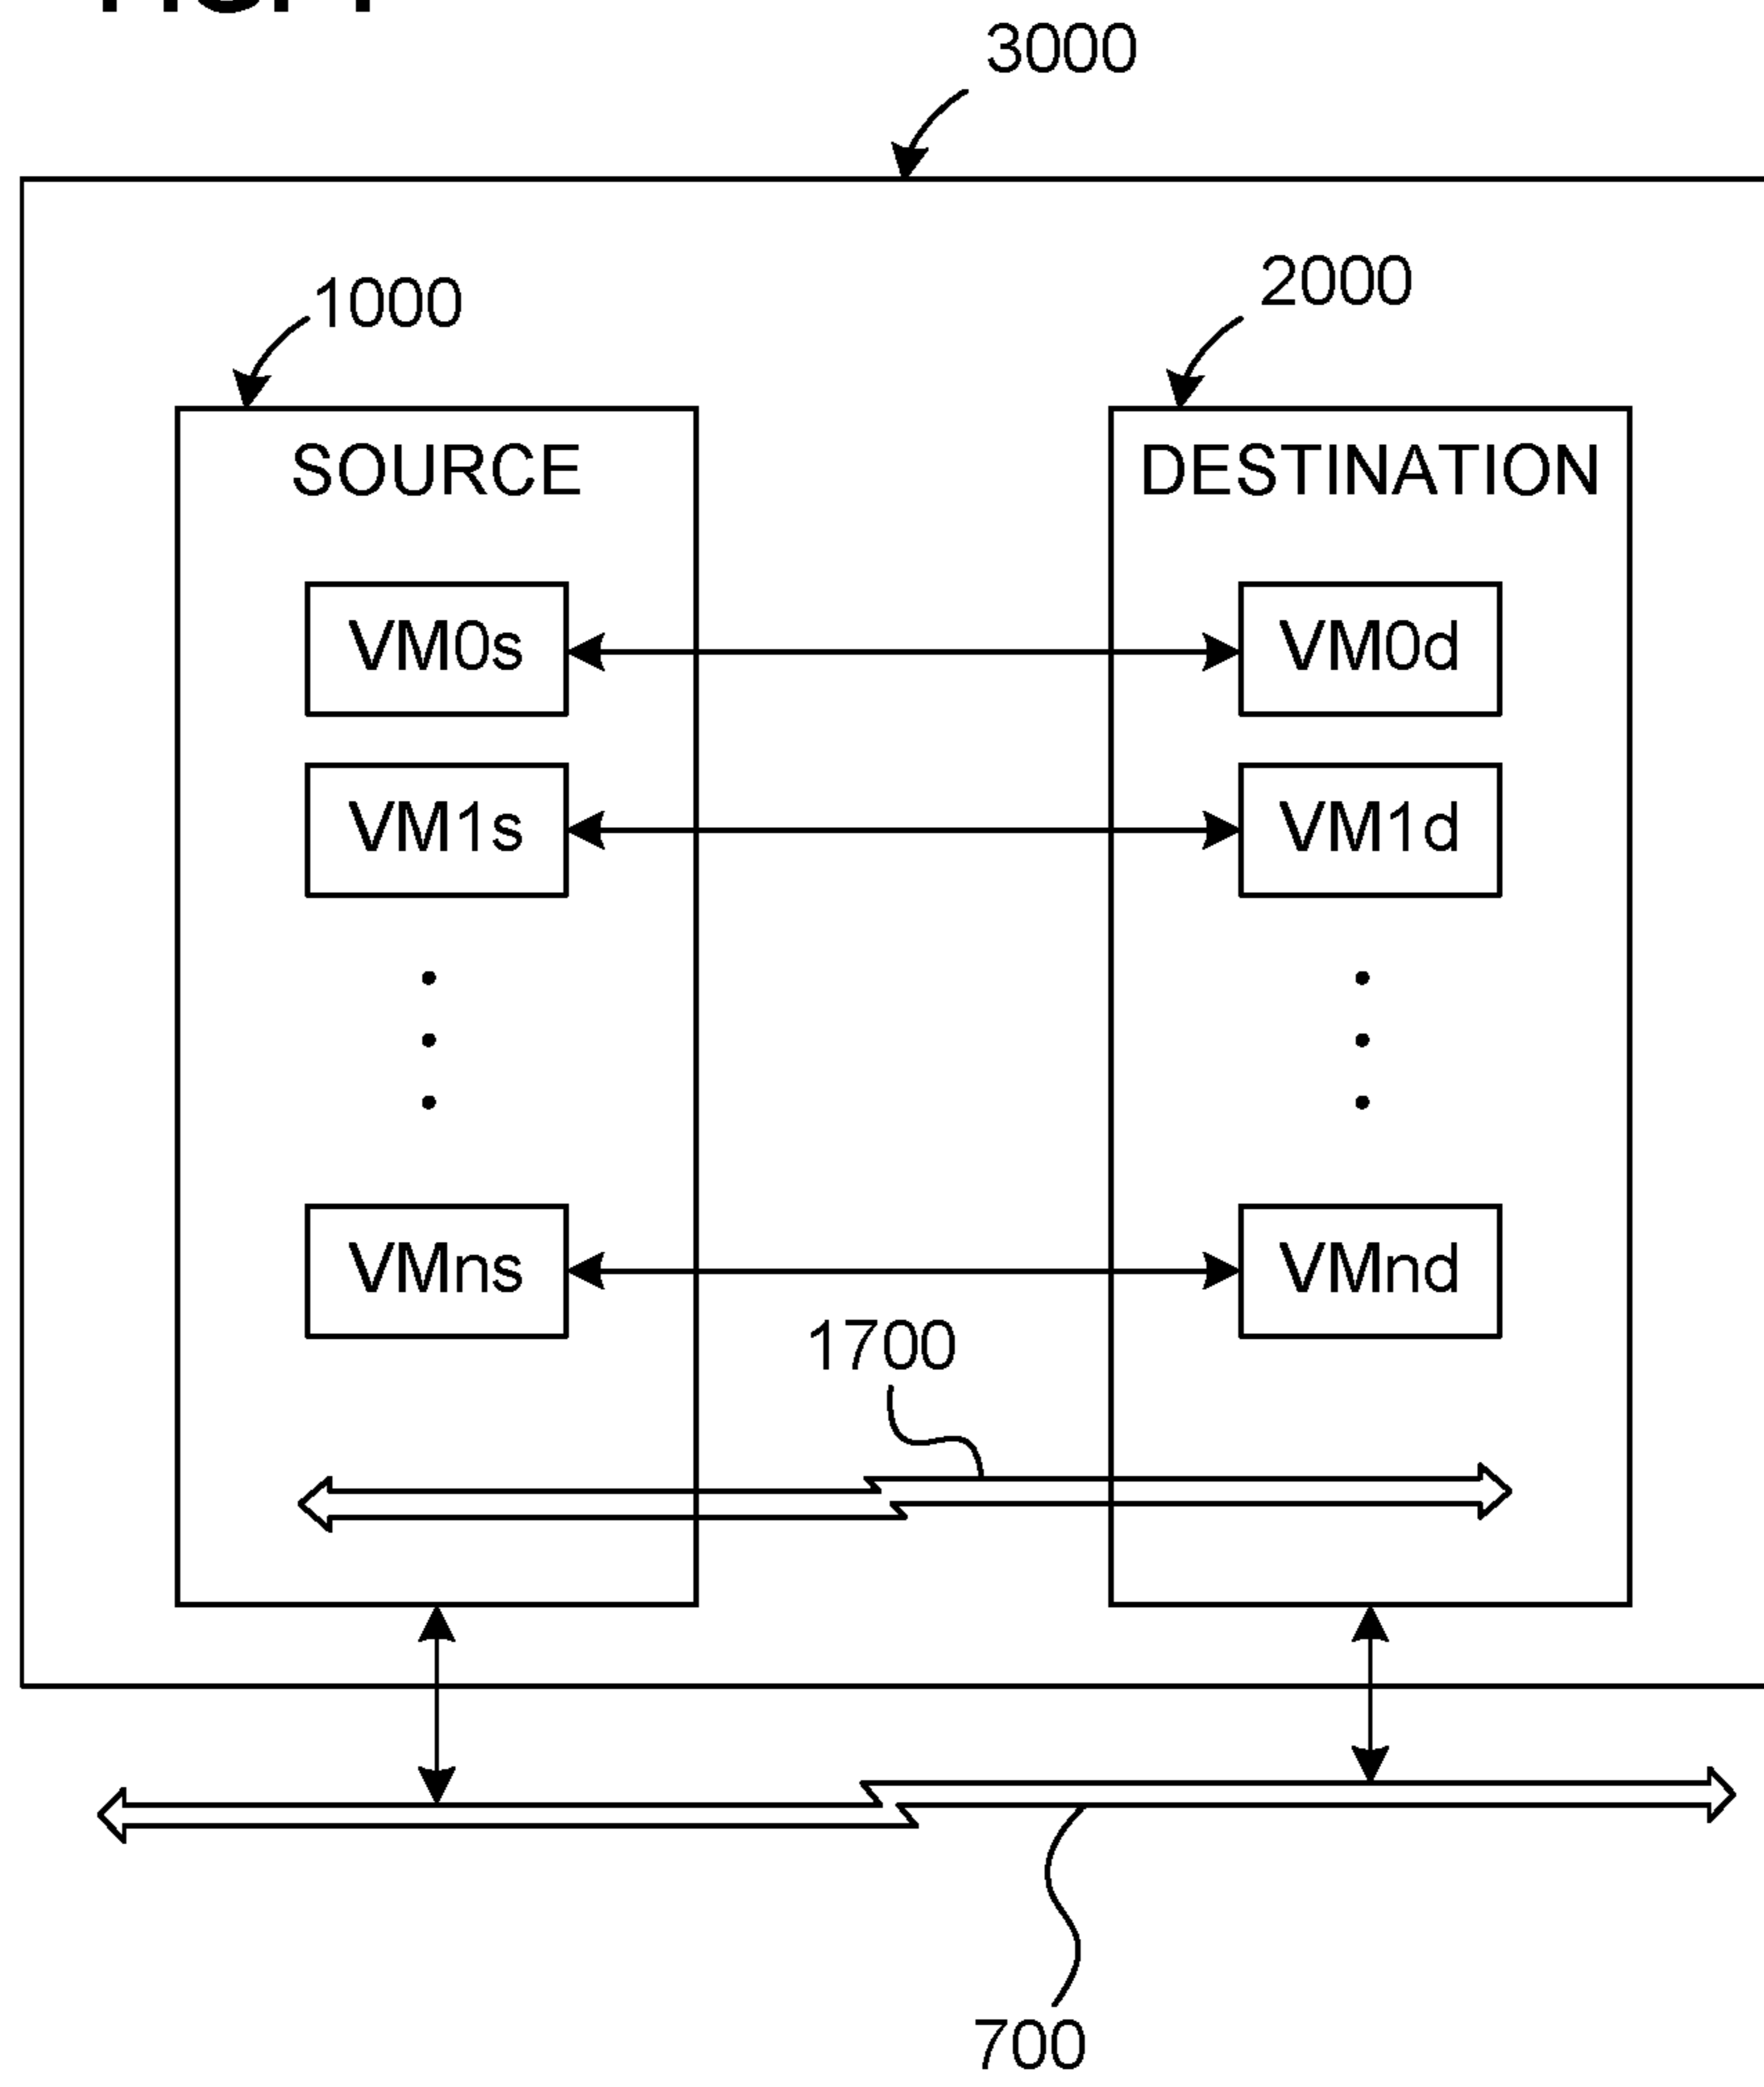 3000
1000
2000
SOURCE
DESTINATION
VM0s
VM0d
VM1s
VM1d
VMns
VMnd
1700
700